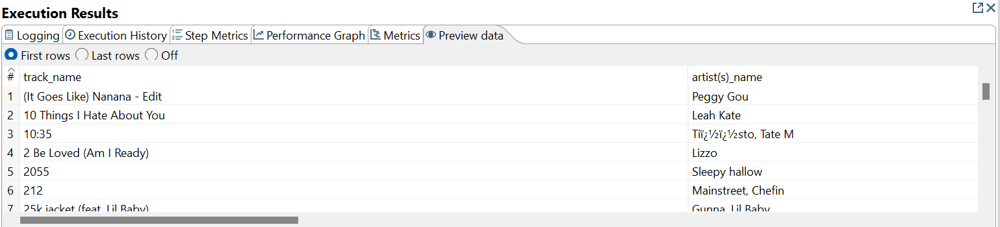 Execution Results
Logging Execution History Step Metrics Performance Graph Metrics Preview data
First rows Last rows Off
# track_name artist(s)_name
1 (It Goes Like) Nanana - Edit Peggy Gou
2 10 Things I Hate About You Leah Kate
3 10:35 Tiï¿½ï¿½sto, Tate M
4 2 Be Loved (Am I Ready) Lizzo
5 2055 Sleepy hallow
6 212 Mainstreet, Chefin
7 25k jacket (feat. Lil Baby) Gunna, Lil Baby